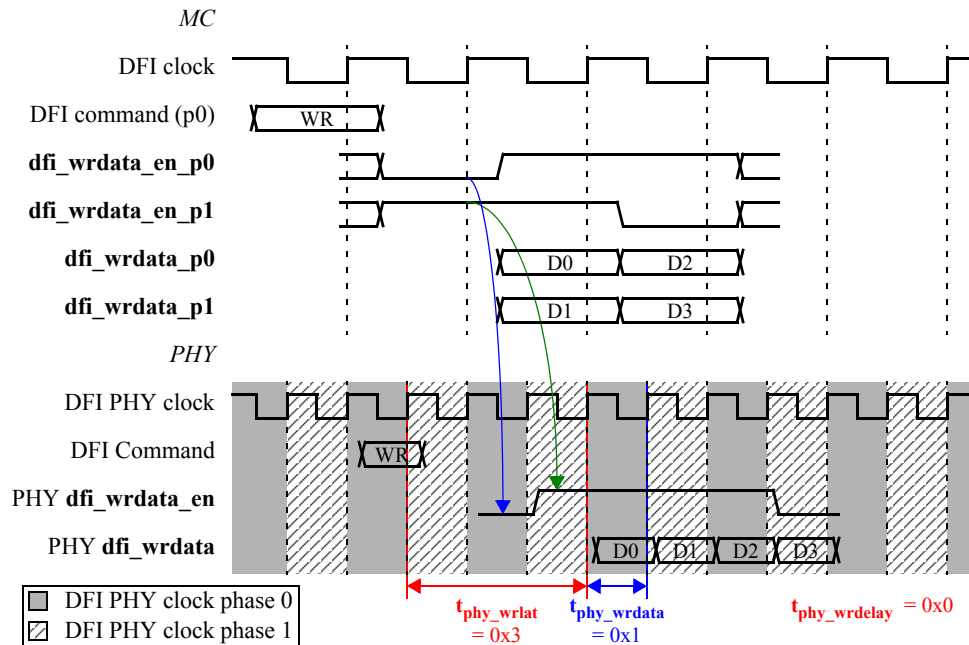 MC
DFI clock
DFI command (p0) WR
dfi_wrdata_en_p0
dfi_wrdata_en_p1
dfi_wrdata_p0 D0 D2
dfi_wrdata_p1 D1 D3
PHY
DFI PHY clock
DFI Command WR
PHY dfi_wrdata_en
PHY dfi_wrdata D0 D1 D2 D3
DFI PHY clock phase 0
DFI PHY clock phase 1
tphy_wrlat
= 0x3
tphy_wrdata
= 0x1
tphy_wrdelay = 0x0